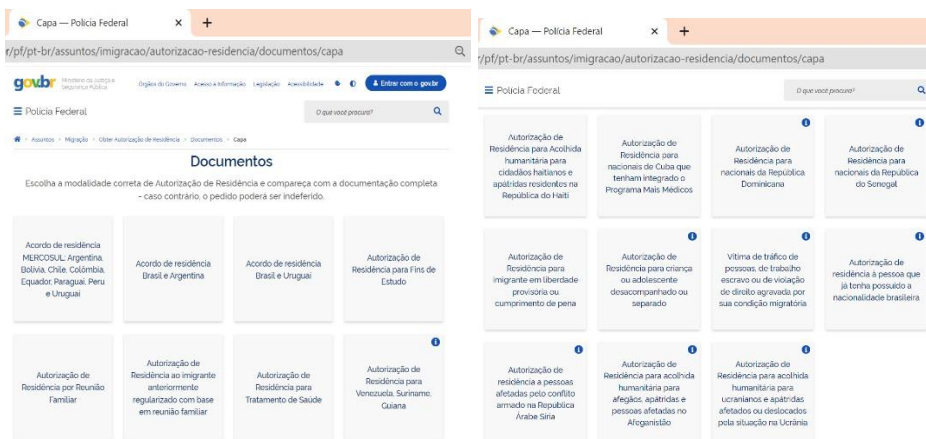 Capa — Polícia Federal
r/pf/pt-br/assuntos/imigracao/autorizacao-residencia/documentos/capa
gov.br
Ministério da Justiça e
Segurança Pública
Órgãos do Governo
Acesso à Informação
Legislação
Acessibilidade
Entrar com o gov.br
Polícia Federal
O que você procura?
Assuntos
Migração
Obter Autorização de Residência
Documentos
Capa
Documentos
Escolha a modalidade correta de Autorização de Residência e compareça com a documentação completa
- caso contrário, o pedido poderá ser indeferido.
Acordo de residência
MERCOSUL: Argentina,
Bolívia, Chile, Colômbia,
Equador, Paraguai, Peru
e Uruguai
Acordo de residência
Brasil e Argentina
Acordo de residência
Brasil e Uruguai
Autorização de
Residência para Fins de
Estudo
Autorização de
Residência por Reunião
Familiar
Autorização de
Residência ao imigrante
anteriormente
regularizado com base
em reunião familiar
Autorização de
Residência para
Tratamento de Saúde
Autorização de
Residência para
Venezuela, Suriname,
Guiana
Capa — Polícia Federal
r/pf/pt-br/assuntos/imigracao/autorizacao-residencia/documentos/capa
Polícia Federal
O que você procura?
Autorização de
Residência para Acolhida
humanitária para
cidadãos haitianos e
apátridas residentes na
República do Haiti
Autorização de
Residência para
nacionais de Cuba que
tenham integrado o
Programa Mais Médicos
Autorização de
Residência para
nacionais da República
Dominicana
Autorização de
Residência para
nacionais da República
do Senegal
Autorização de
Residência para
imigrante em liberdade
provisória ou
cumprimento de pena
Autorização de
Residência para criança
ou adolescente
desacompanhado ou
separado
Vítima de tráfico de
pessoas, de trabalho
escravo ou de violação
de direito agravada por
sua condição migratória
Autorização de
residência à pessoa que
já tenha possuído a
nacionalidade brasileira
Autorização de
residência a pessoas
afetadas pelo conflito
armado na República
Árabe Síria
Autorização de
Residência para acolhida
humanitária para
afegãos, apátridas e
pessoas afetadas no
Afeganistão
Autorização de
Residência para acolhida
humanitária para
ucranianos e apátridas
afetados ou deslocados
pela situação na Ucrânia